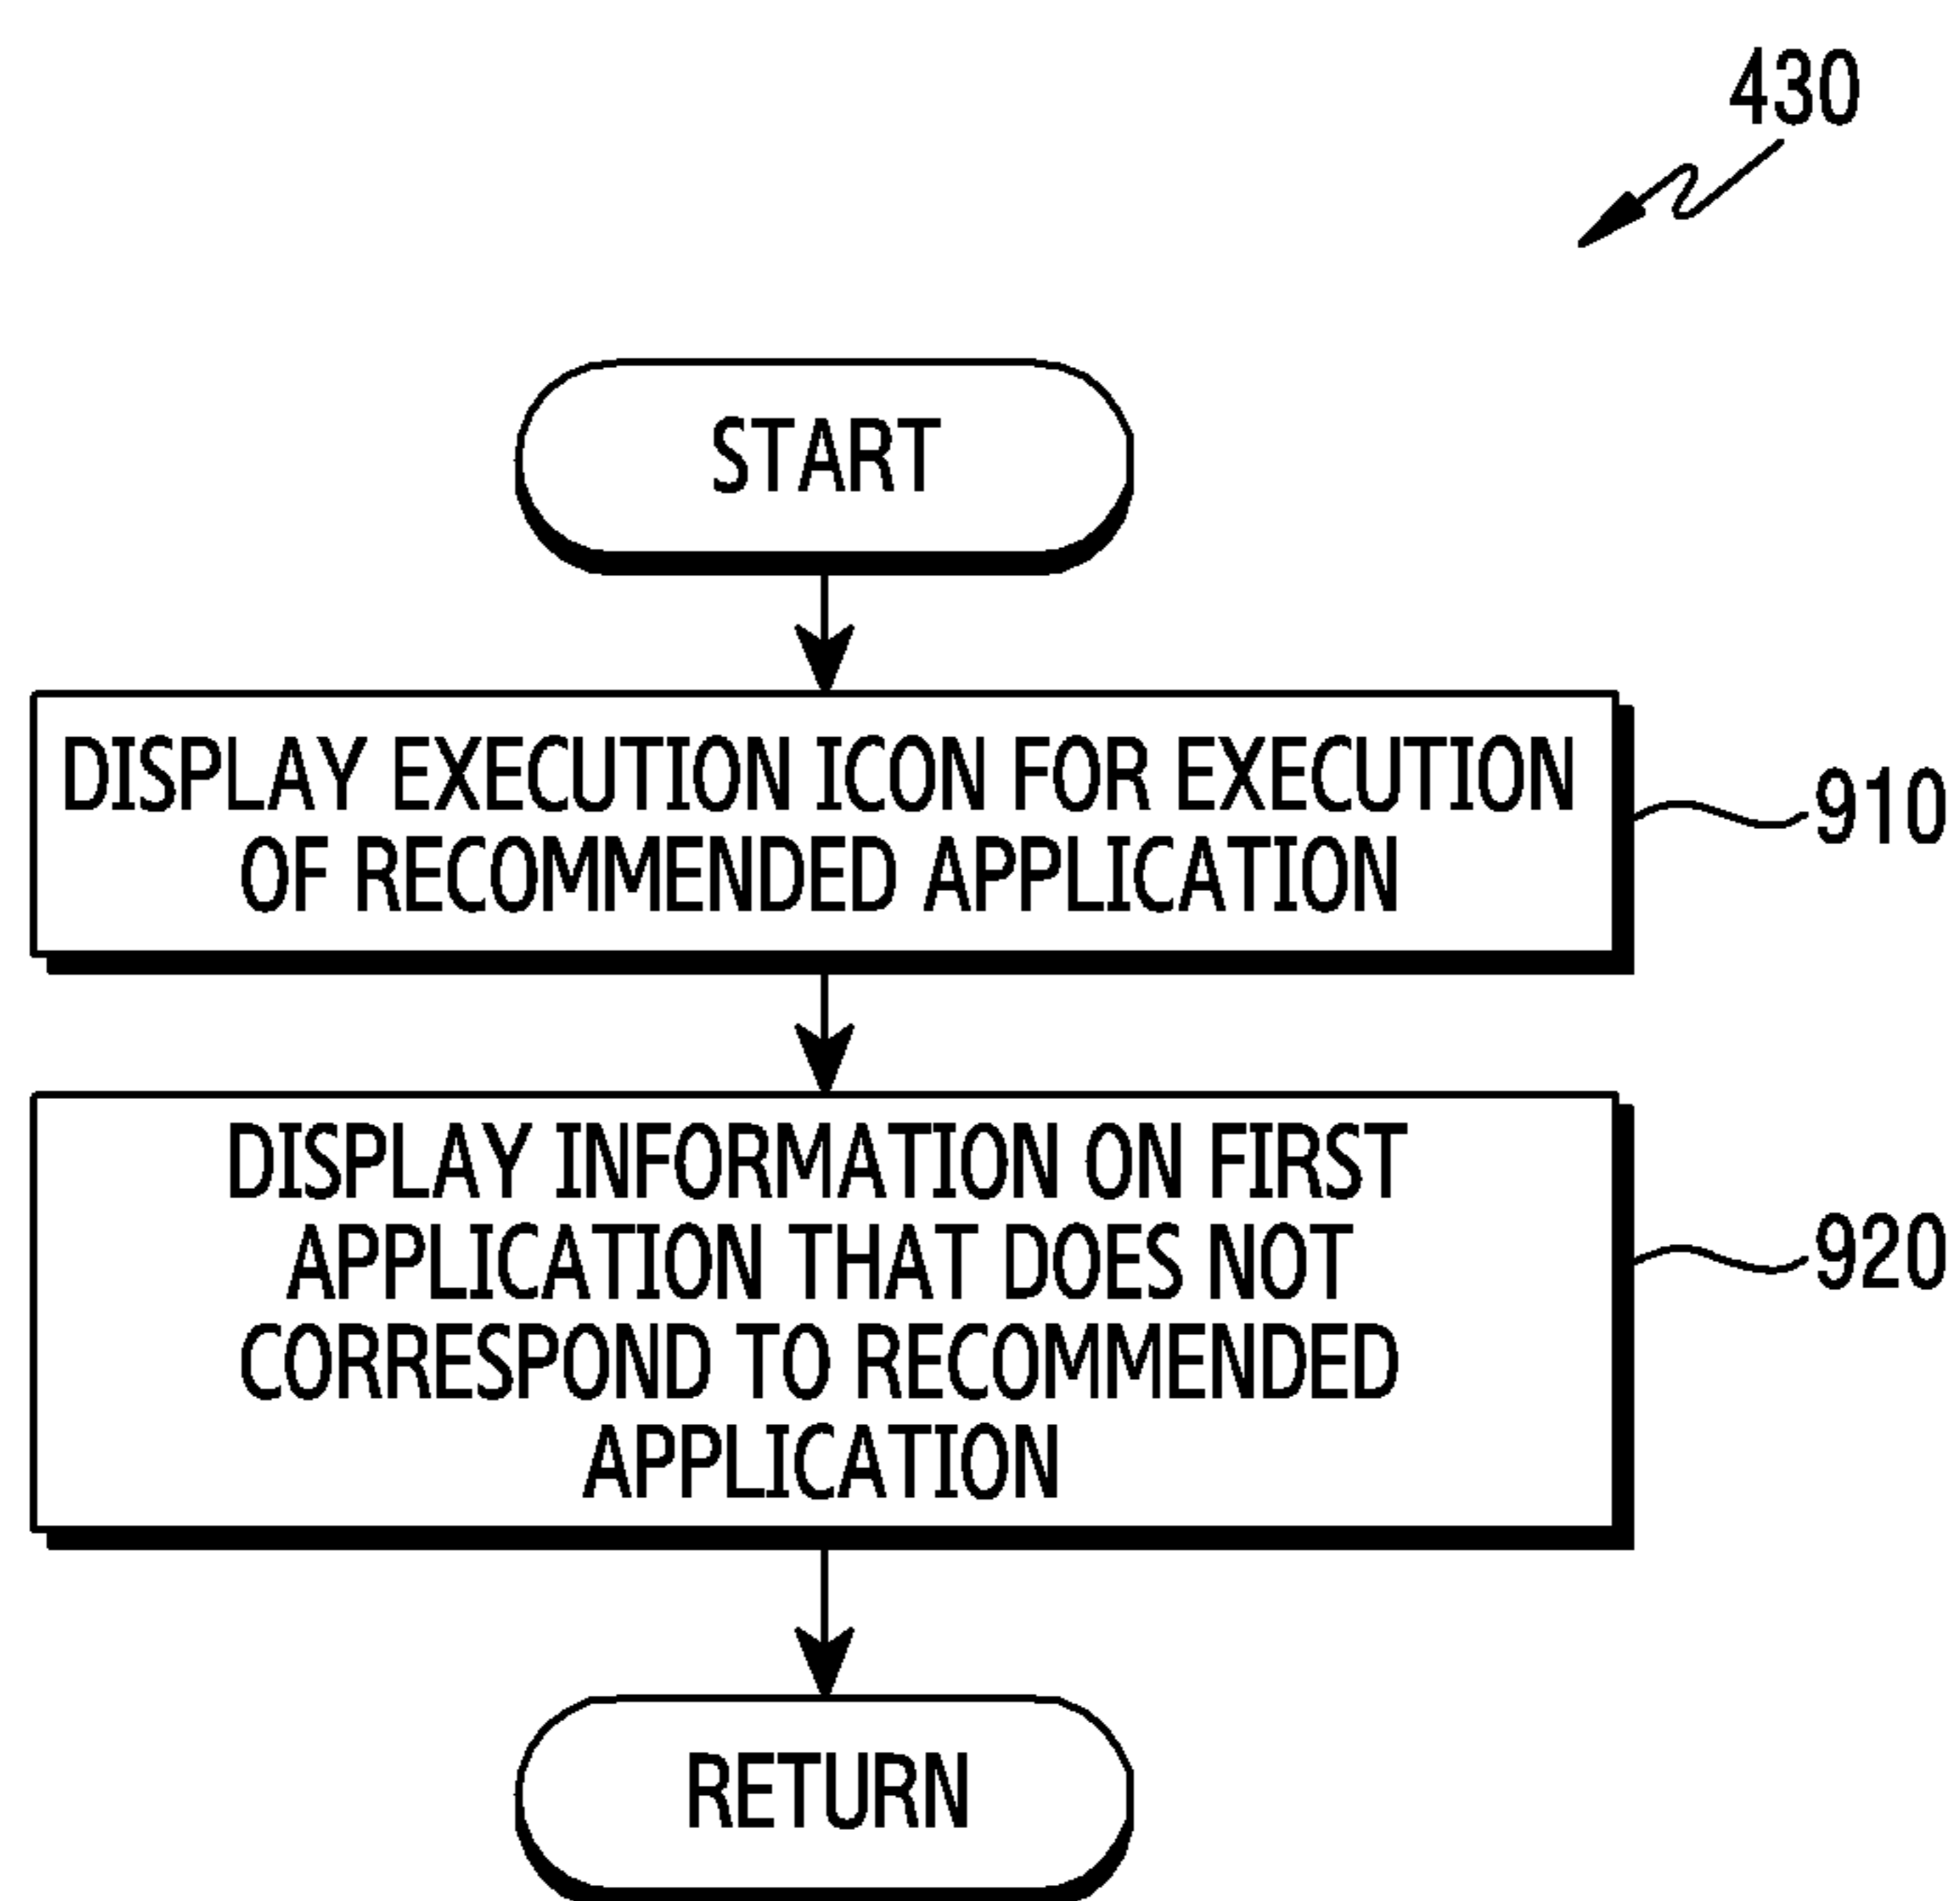 430
START
DISPLAY EXECUTION ICON FOR EXECUTION
OF RECOMMENDED APPLICATION
910
DISPLAY INFORMATION ON FIRST
APPLICATION THAT DOES NOT
CORRESPOND TO RECOMMENDED
APPLICATION
920
RETURN